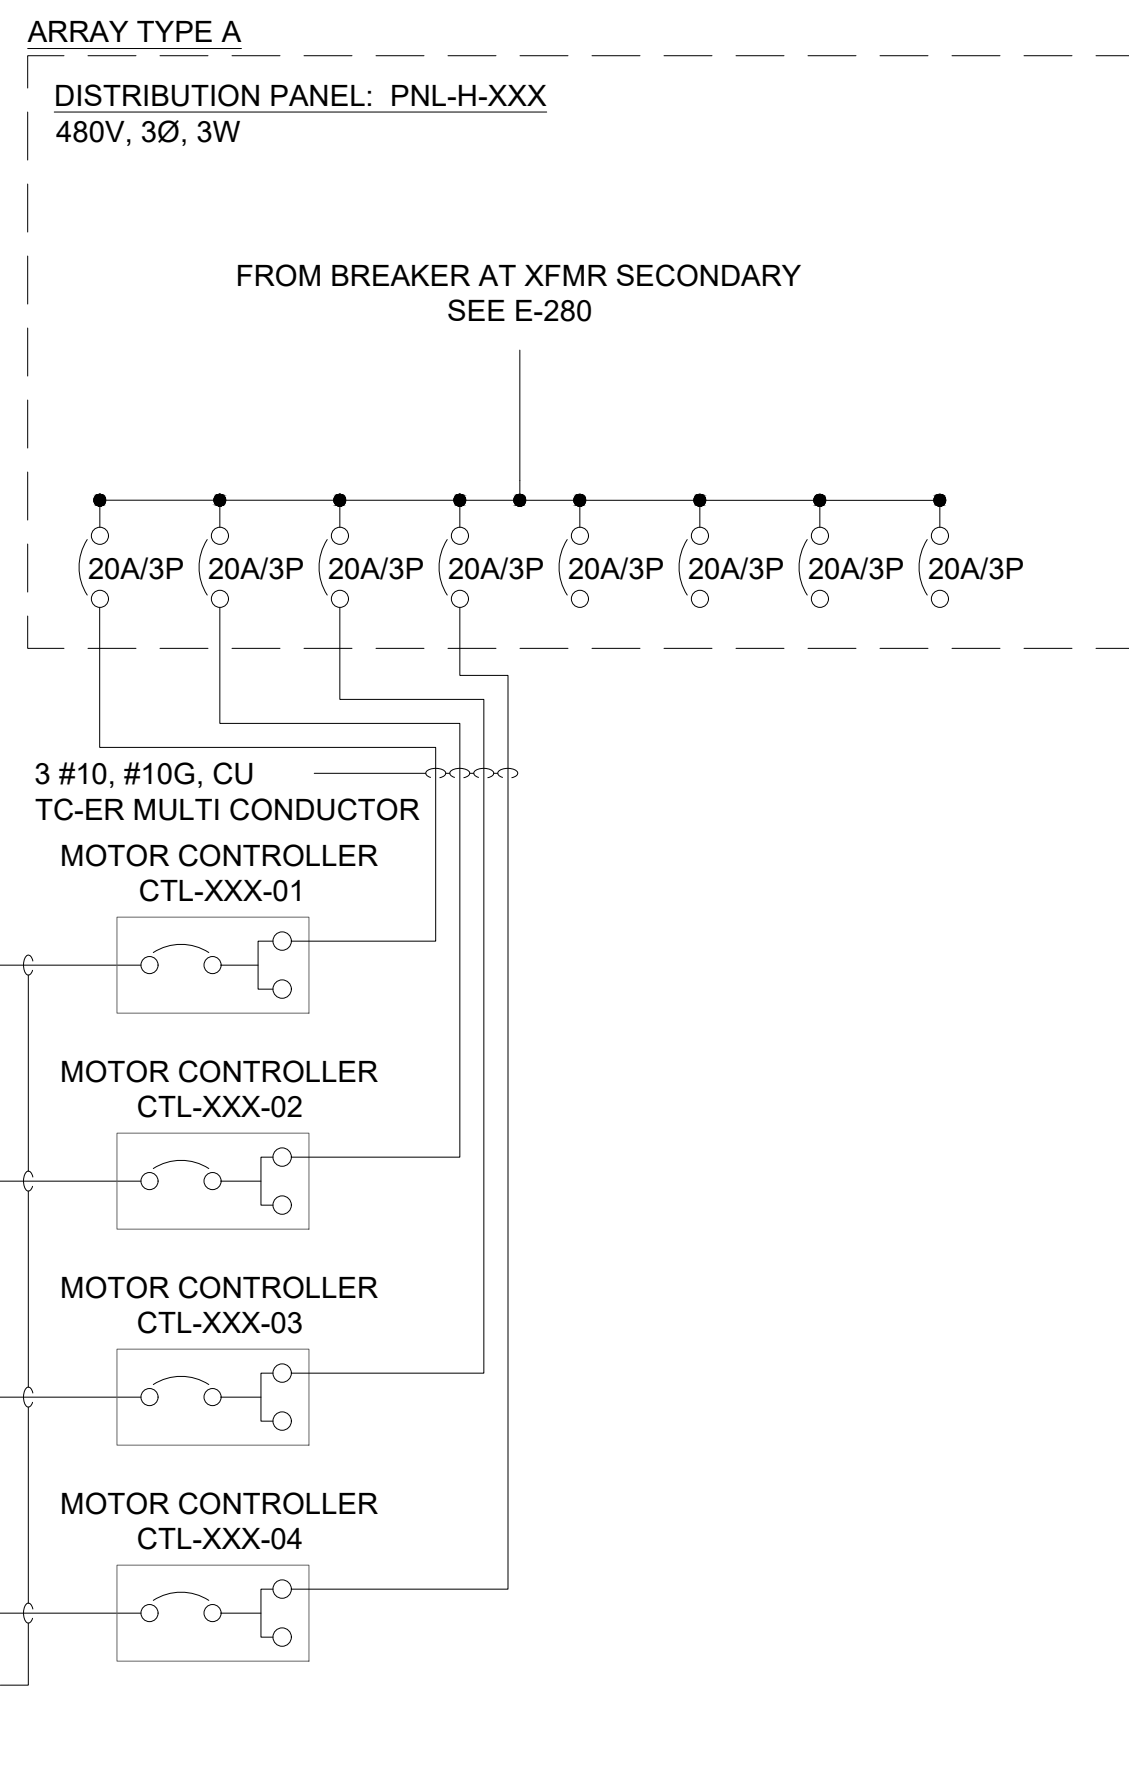 ARRAY TYPE A
DISTRIBUTION PANEL: PNL-H-XXX
480V, 3Ø, 3W
FROM BREAKER AT XFMR SECONDARY
SEE E-280
20A/3P 20A/3P 20A/3P 20A/3P 20A/3P 20A/3P 20A/3P 20A/3P
3 #10, #10G, CU
TC-ER MULTI CONDUCTOR
MOTOR CONTROLLER
CTL-XXX-01
MOTOR CONTROLLER
CTL-XXX-02
MOTOR CONTROLLER
CTL-XXX-03
MOTOR CONTROLLER
CTL-XXX-04